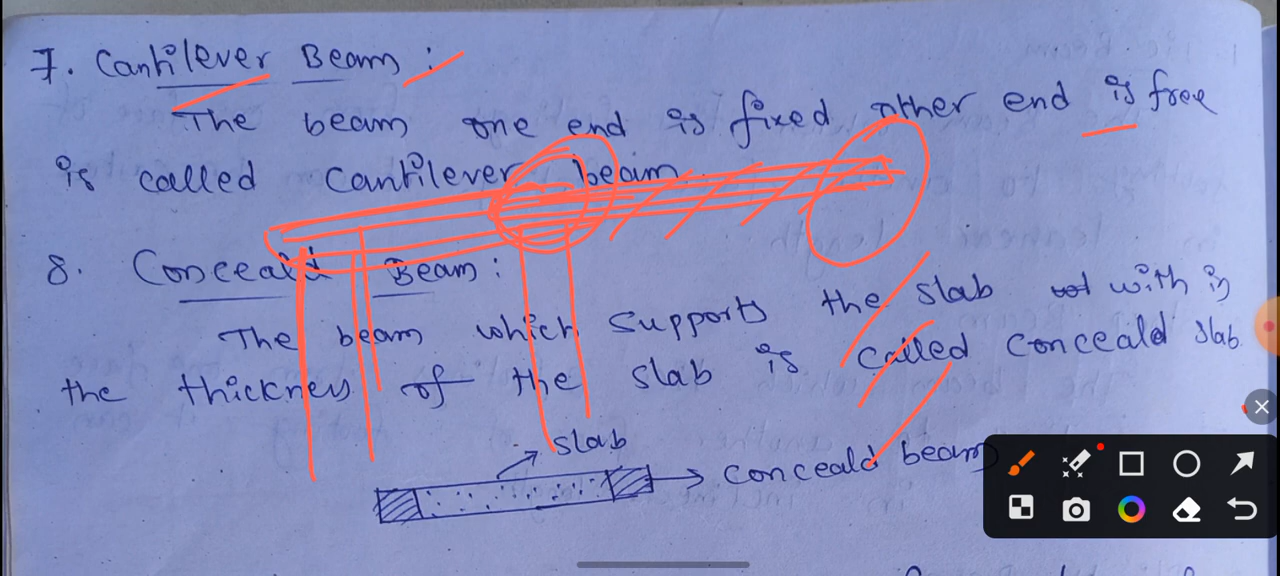 7. Cantilever Beam :
The beam one end is fixed other end is free
is called Cantilever beam.
8. Conceald Beam :
The beam which supports the slab with in
the thickness of the slab is called conceald slab.
slab
conceald beam